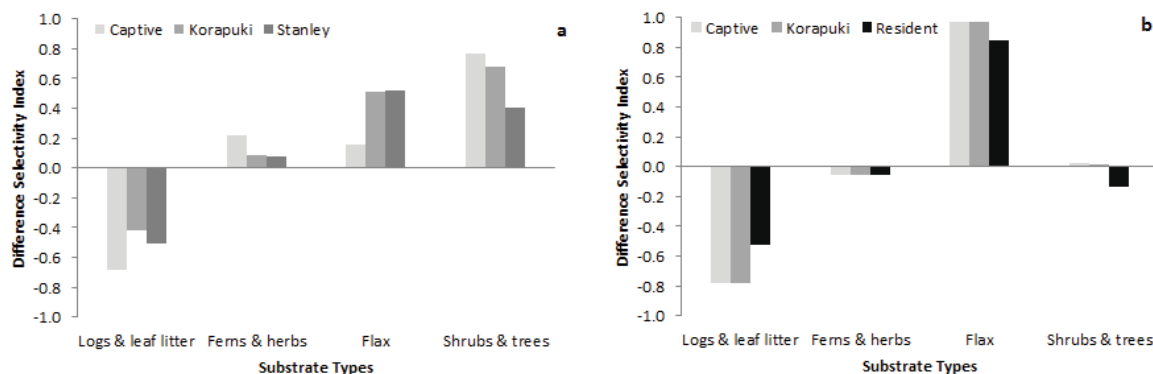 Captive Korapuki Stanley
a
1.0
0.8
0.6
0.4
0.2
0.0
-0.2
-0.4
-0.6
-0.8
-1.0
Difference Selectivity Index
Logs & leaf litter Ferns & herbs Flax Shrubs & trees
Substrate Types
Captive Korapuki Resident
b
1.0
0.8
0.6
0.4
0.2
0.0
-0.2
-0.4
-0.6
-0.8
-1.0
Difference Selectivity Index
Logs & leaf litter Ferns & herbs Flax Shrubs & trees
Substrate Types